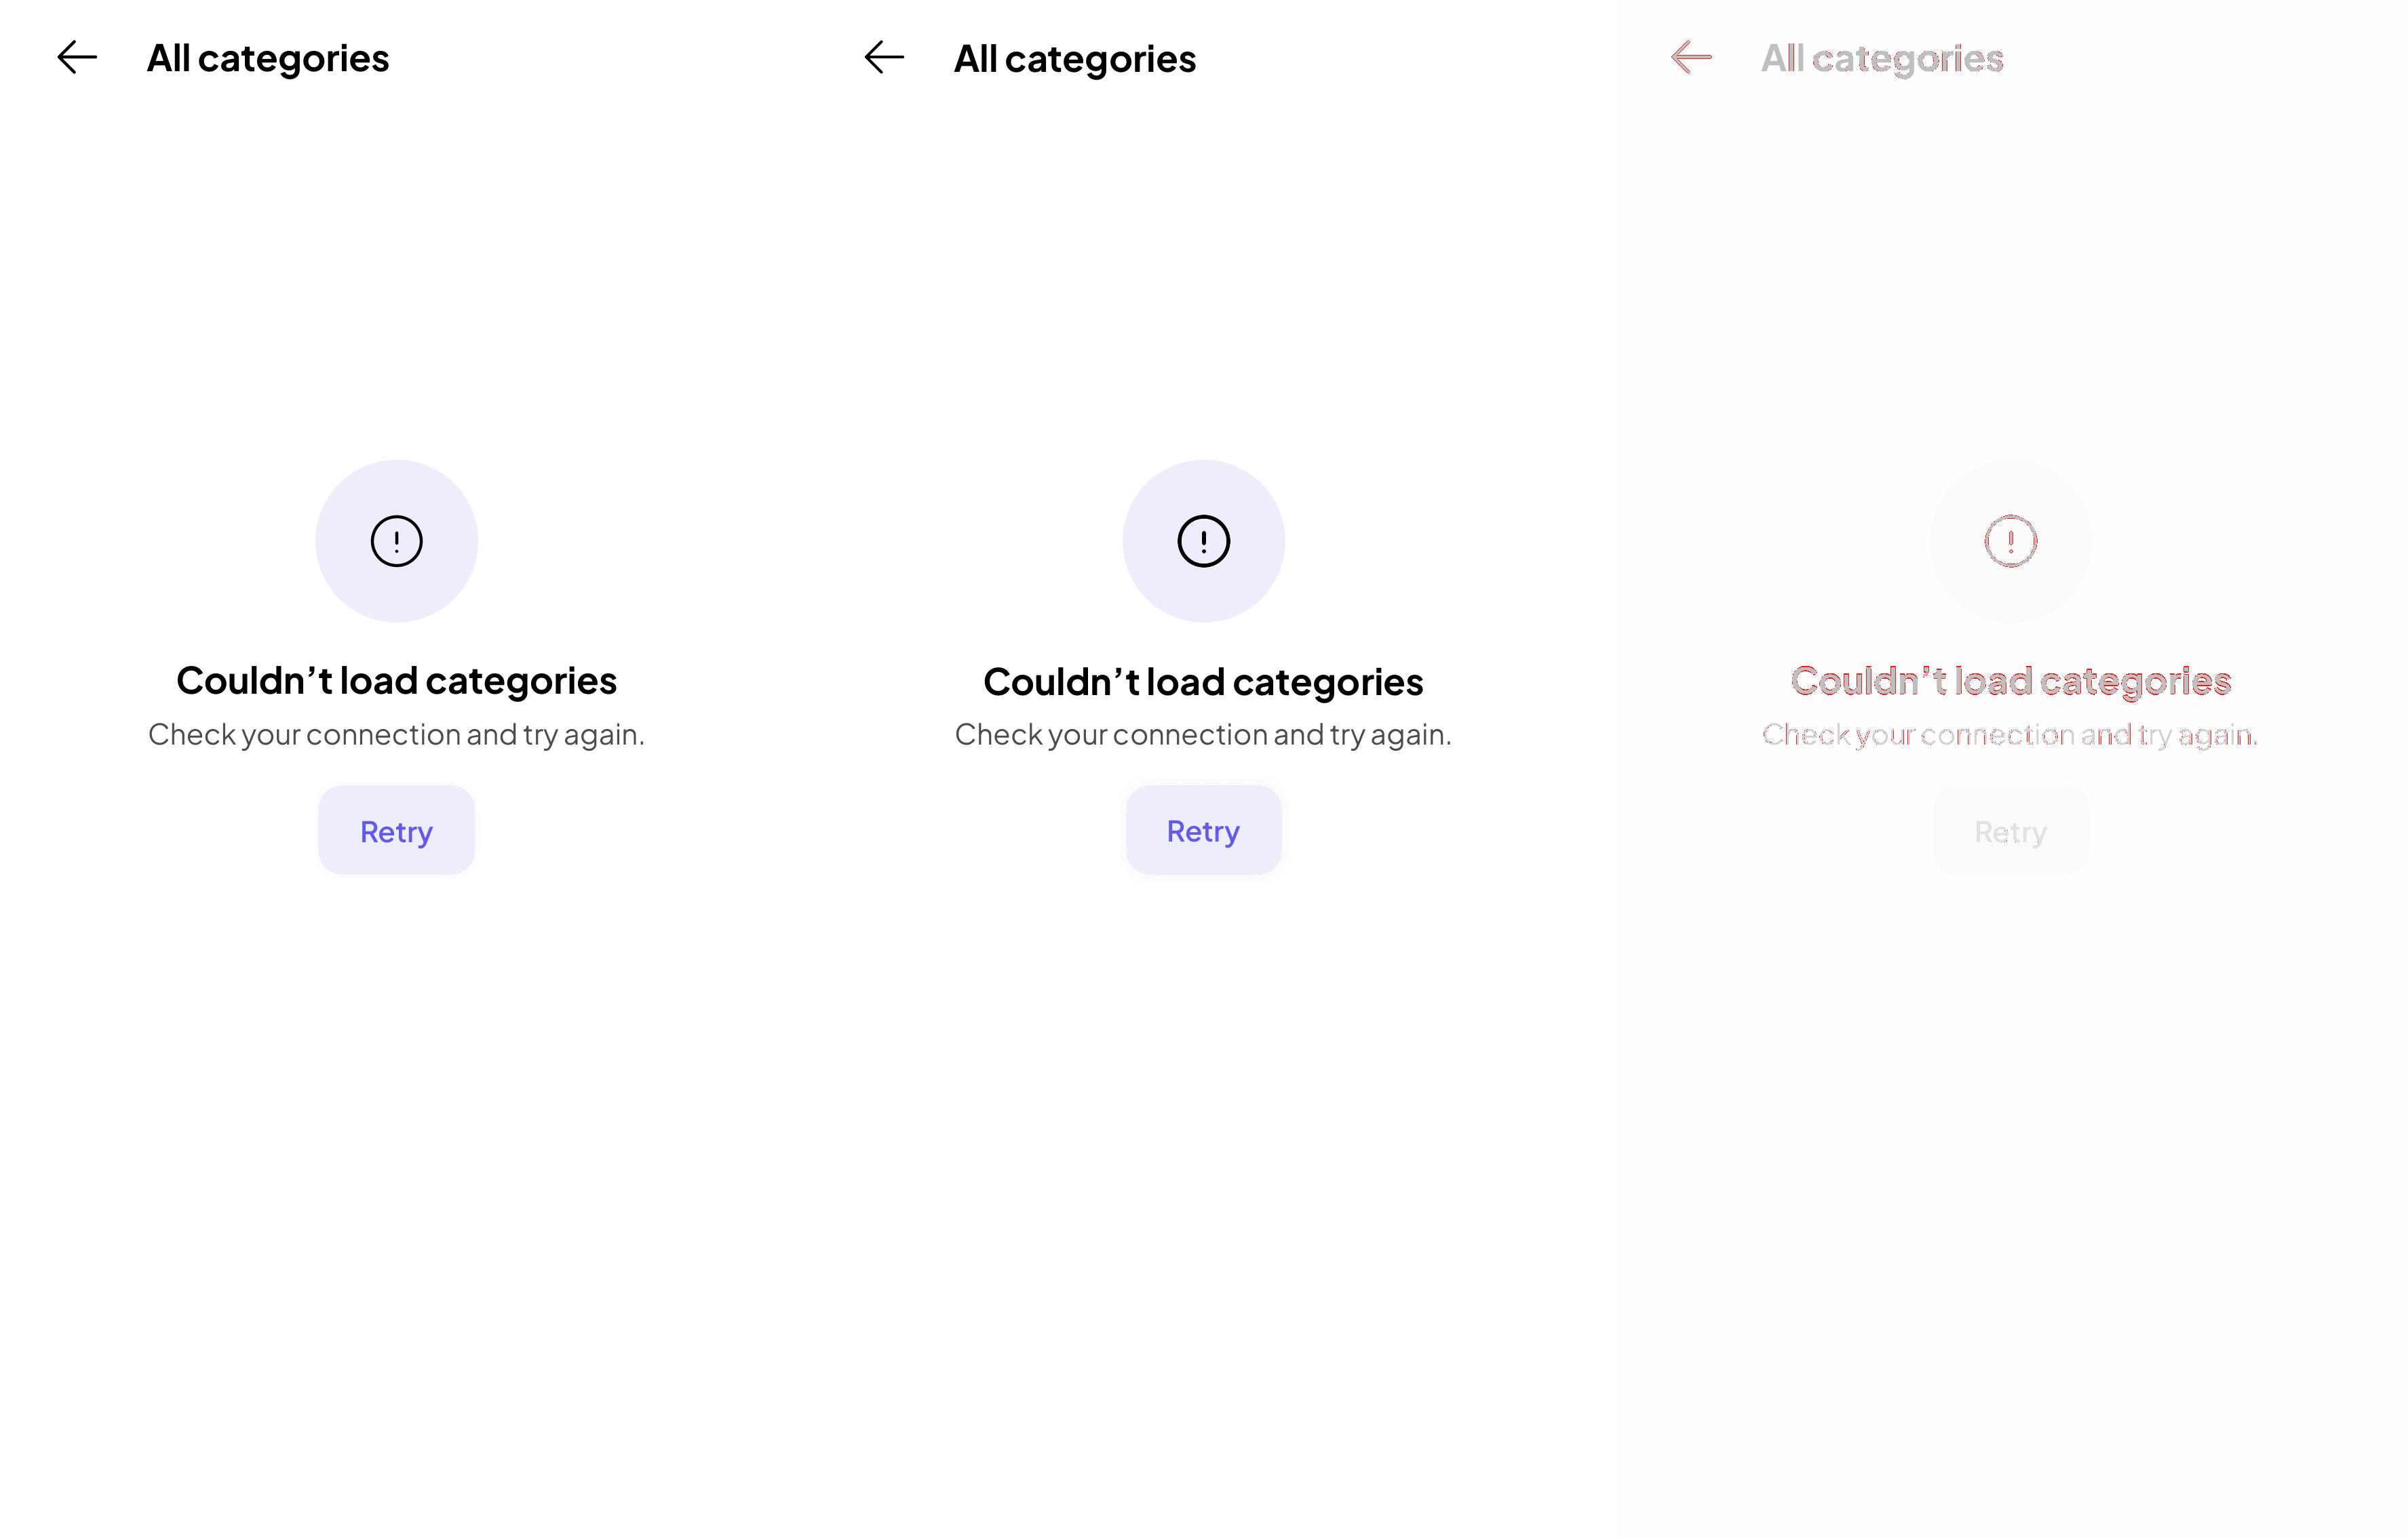 All categories
Couldn’t load categories
Check your connection and try again.
Retry
All categories
Couldn’t load categories
Check your connection and try again.
Retry
All categories
Couldn’t load categories
Check your connection and try again.
Retry